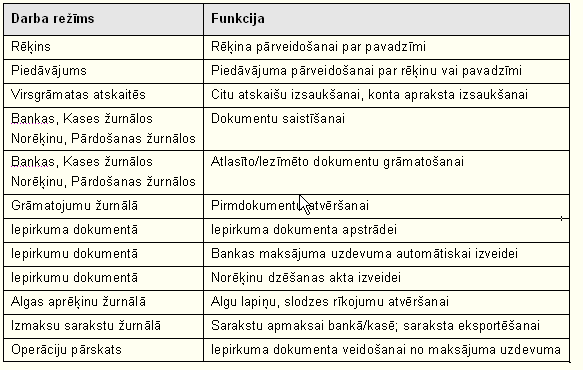 Darba režīms Funkcija
Rēķins Rēķina pārveidošanai par pavadzīmi
Piedāvājums Piedāvājuma pārveidošanai par rēķinu vai pavadzīmi
Virsgrāmatas atskaitēs Citu atskaišu izsaukšanai, konta apraksta izsaukšanai
Bankas, Kases žurnālos Dokumentu saistīšanai
Norēķinu, Pārdošanas žurnālos
Bankas, Kases žurnālos Atlasīto/Iezīmēto dokumentu grāmatošanai
Norēķinu, Pārdošanas žurnālos
Grāmatojumu žurnālā Pirmdokumentu atvēršanai
Iepirkumu dokumentā Iepirkuma dokumenta apstrādei
Iepirkumu dokumentā Bankas maksājuma uzdevuma automātiskai izveidei
Iepirkumu dokumentā Norēķinu dzēšanas akta izveidei
Algas aprēķinu žurnālā Algu lapiņu, slodzes rīkojumu atvēršanai
Izmaksu sarakstu žurnālā Sarakstu apmaksai bankā/kasē; saraksta eksportēšanai
Operāciju pārskats Iepirkuma dokumenta veidošanai no maksājuma uzdevuma